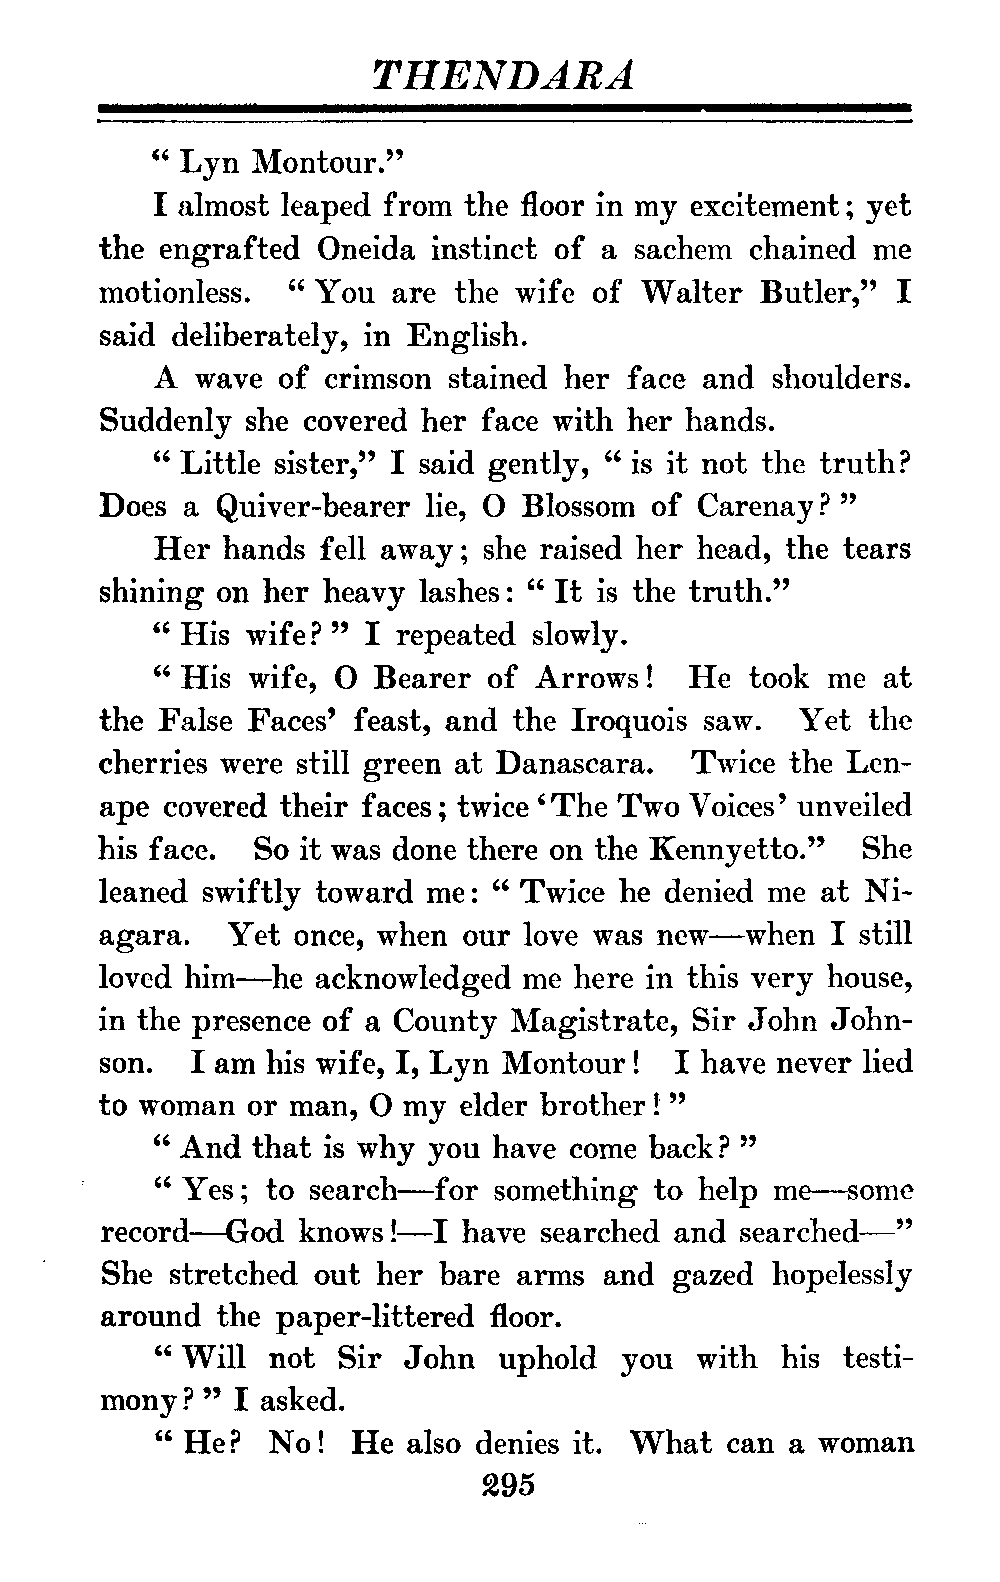 THENDARA
“ Lyn Montour.”
I almost leaped from the floor in my excitement; yet
the engrafted Oneida instinct of a sachem chained me
motionless. “ You are the wife of Walter Butler,” I
said deliberately, in English.
A wave of crimson stained her face and shoulders.
Suddenly she covered her face with her hands.
“ Little sister,” I said gently, “ is it not the truth?
Does a Quiver-bearer lie, O Blossom of Carenay? ”
Her hands fell away; she raised her head, the tears
shining on her heavy lashes: “ It is the truth.”
“ His wife? ” I repeated slowly.
“ His wife, O Bearer of Arrows! He took me at
the False Faces’ feast, and the Iroquois saw. Yet the
cherries were still green at Danascara. Twice the Len-
ape covered their faces; twice ‘The Two Voices’ unveiled
his face. So it was done there on the Kennyetto.” She
leaned swiftly toward me: “ Twice he denied me at Ni-
agara. Yet once, when our love was new—when I still
loved him—he acknowledged me here in this very house,
in the presence of a County Magistrate, Sir John John-
son. I am his wife, I, Lyn Montour! I have never lied
to woman or man, O my elder brother! ”
“ And that is why you have come back? ”
“ Yes; to search—for something to help me—some
record—God knows!—I have searched and searched—”
She stretched out her bare arms and gazed hopelessly
around the paper-littered floor.
“ Will not Sir John uphold you with his testi-
mony? ” I asked.
“ He? No! He also denies it. What can a woman
295